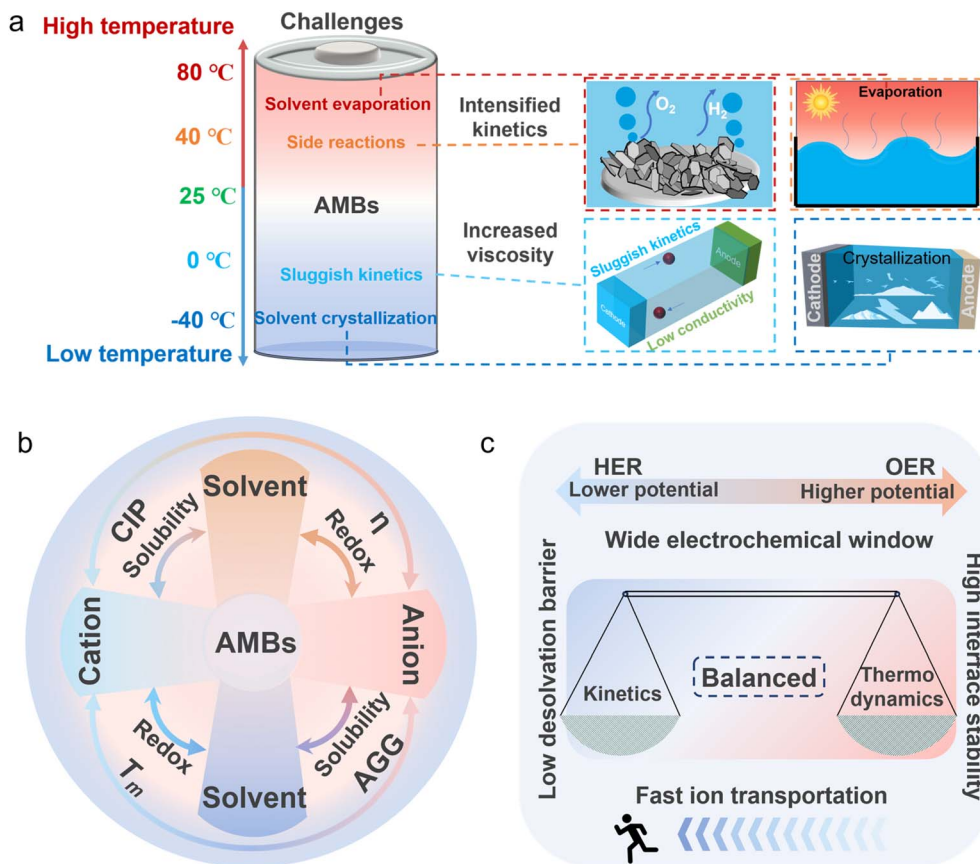 a
High temperature
80 ℃
40 ℃
25 ℃
0 ℃
-40 ℃
Low temperature
Challenges
Solvent evaporation
Side reactions
AMBs
Sluggish kinetics
Solvent crystallization
Intensified
kinetics
Increased
viscosity
O2
H2
Evaporation
Sluggish kinetics
Anode
Cathode
Low conductivity
Cathode
Crystallization
Anode
b
Solvent
CIP
Solubility
η
Redox
Cation
AMBs
Anion
Redox
Tm
Solubility
AGG
Solvent
c
HER
OER
Lower potential
Higher potential
Wide electrochemical window
Low desolvation barrier
High interface stability
Kinetics
Balanced
Thermo
dynamics
Fast ion transportation